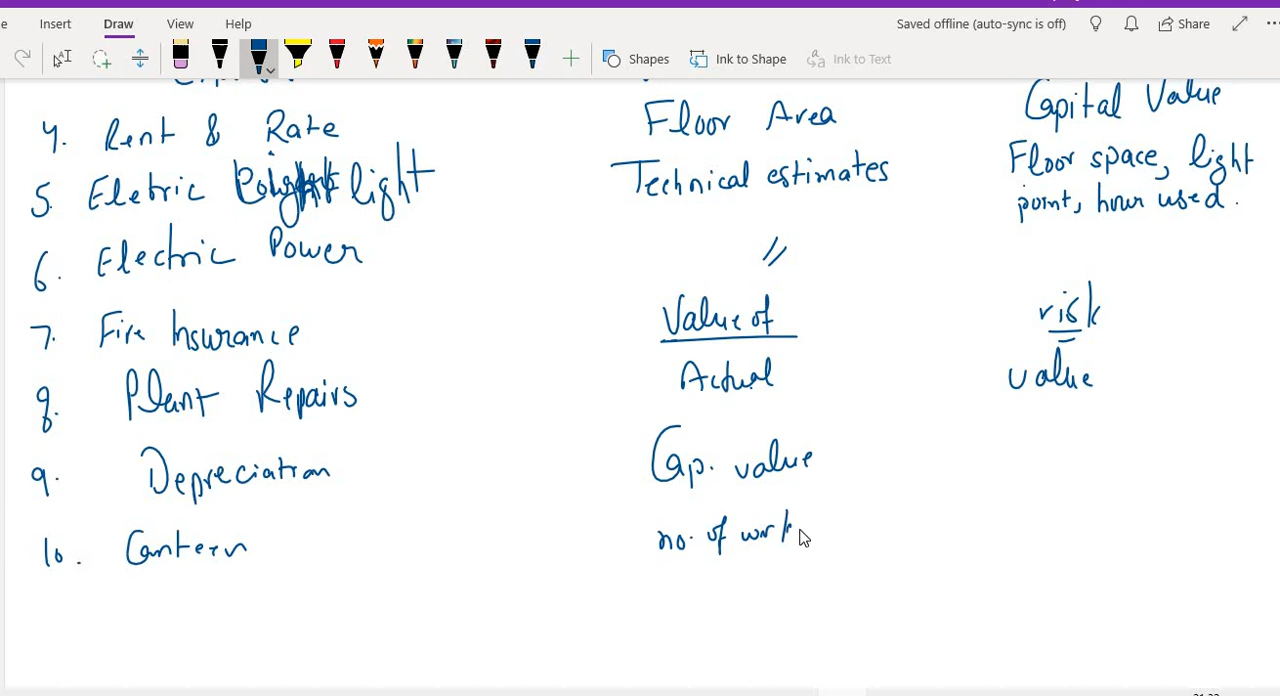 Insert Draw View Help Saved offline (auto-sync is off) Share
Shapes Ink to Shape Ink to Text
Capital Value
4. Rent & Rate Floor Area
5. Eletric light Technical estimates Floor space, light
point, hour used.
6. Electric Power "
7. Fire Insurance Value of risk
8. Plant Repairs Actual value
9. Depreciation Cap. value
10. Canteen no. of work